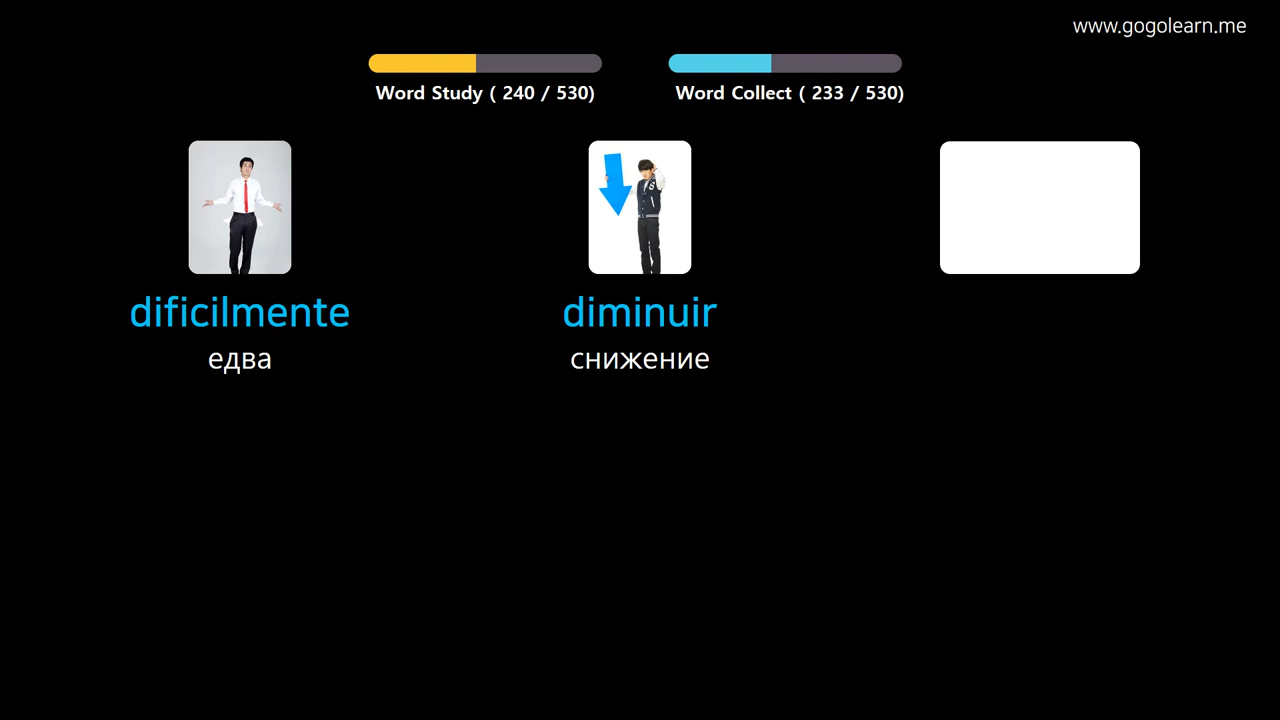 www.gogolearn.me
Word Study ( 240 / 530)
Word Collect ( 233 / 530)
dificilmente
едва
diminuir
снижение